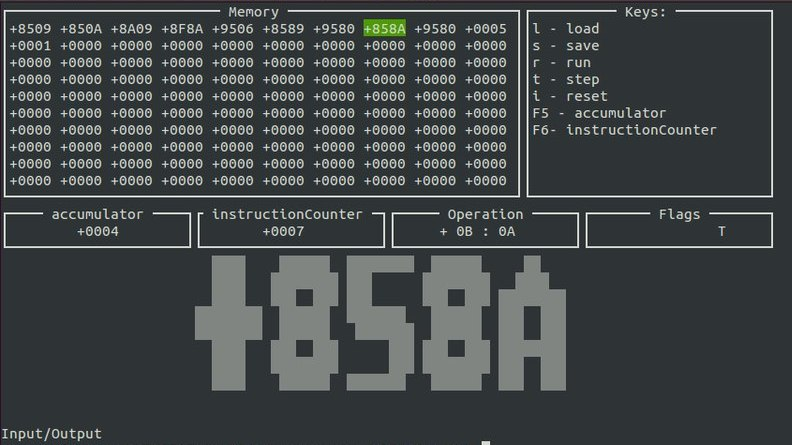 Memory
+8509 +850A +8A09 +8F8A +9506 +8589 +9580 +858A +9580 +0005
+0001 +0000 +0000 +0000 +0000 +0000 +0000 +0000 +0000 +0000
+0000 +0000 +0000 +0000 +0000 +0000 +0000 +0000 +0000 +0000
+0000 +0000 +0000 +0000 +0000 +0000 +0000 +0000 +0000 +0000
+0000 +0000 +0000 +0000 +0000 +0000 +0000 +0000 +0000 +0000
+0000 +0000 +0000 +0000 +0000 +0000 +0000 +0000 +0000 +0000
+0000 +0000 +0000 +0000 +0000 +0000 +0000 +0000 +0000 +0000
+0000 +0000 +0000 +0000 +0000 +0000 +0000 +0000 +0000 +0000
+0000 +0000 +0000 +0000 +0000 +0000 +0000 +0000 +0000 +0000
+0000 +0000 +0000 +0000 +0000 +0000 +0000 +0000 +0000 +0000
Keys:
l - load
s - save
r - run
t - step
i - reset
F5 - accumulator
F6- instructionCounter
accumulator
+0004
instructionCounter
+0007
Operation
+ 0B : 0A
Flags
T
+858A
Input/Output